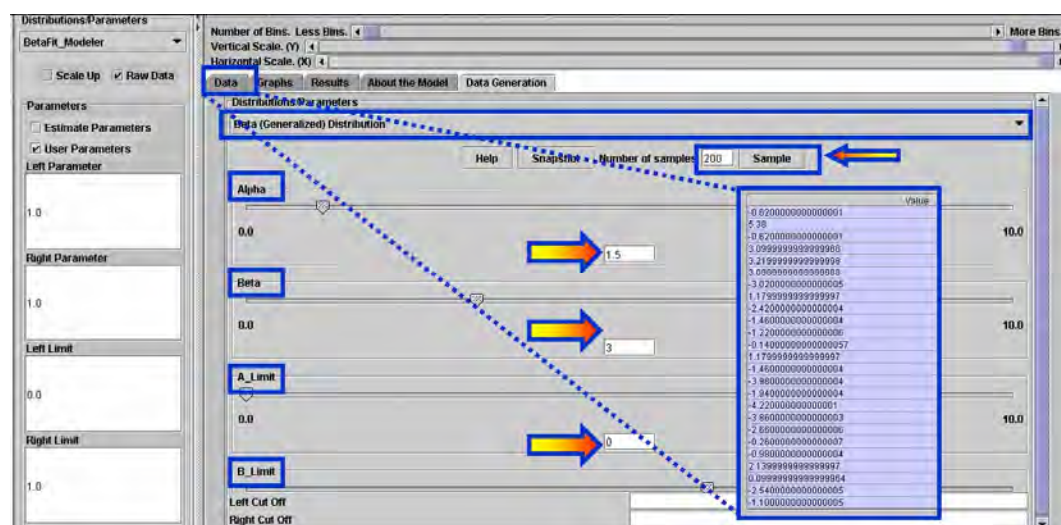 Distributions/Parameters
BetaFit_Modeler
Scale Up
Raw Data
Parameters
Estimate Parameters
User Parameters
Left Parameter
1.0
Right Parameter
1.0
Left Limit
0.0
Right Limit
1.0
Number of Bins. Less Bins.
More Bins
Vertical Scale. (Y)
Horizontal Scale. (X)
Data
Graphs
Results
About the Model
Data Generation
Distributions/Parameters
Beta (Generalized) Distribution
Help
Snapshot
Number of samples
200
Sample
Alpha
0.0
10.0
1.5
Beta
0.0
10.0
3
A_Limit
0.0
10.0
0
B_Limit
Left Cut Off
Right Cut Off
Value
-0.6200000000000001
5.38
-0.6200000000000001
3.0999999999999988
3.2199999999999998
-3.0200000000000005
1.1799999999999997
-2.4200000000000004
-1.4600000000000004
-1.2200000000000006
-0.14000000000000057
1.1799999999999997
-1.4600000000000004
-3.9800000000000004
-1.9400000000000004
-4.220000000000001
-3.8600000000000003
-2.6600000000000006
-0.2600000000000007
-0.9800000000000004
2.1399999999999997
0.09999999999999964
-2.5400000000000005
-1.1000000000000005